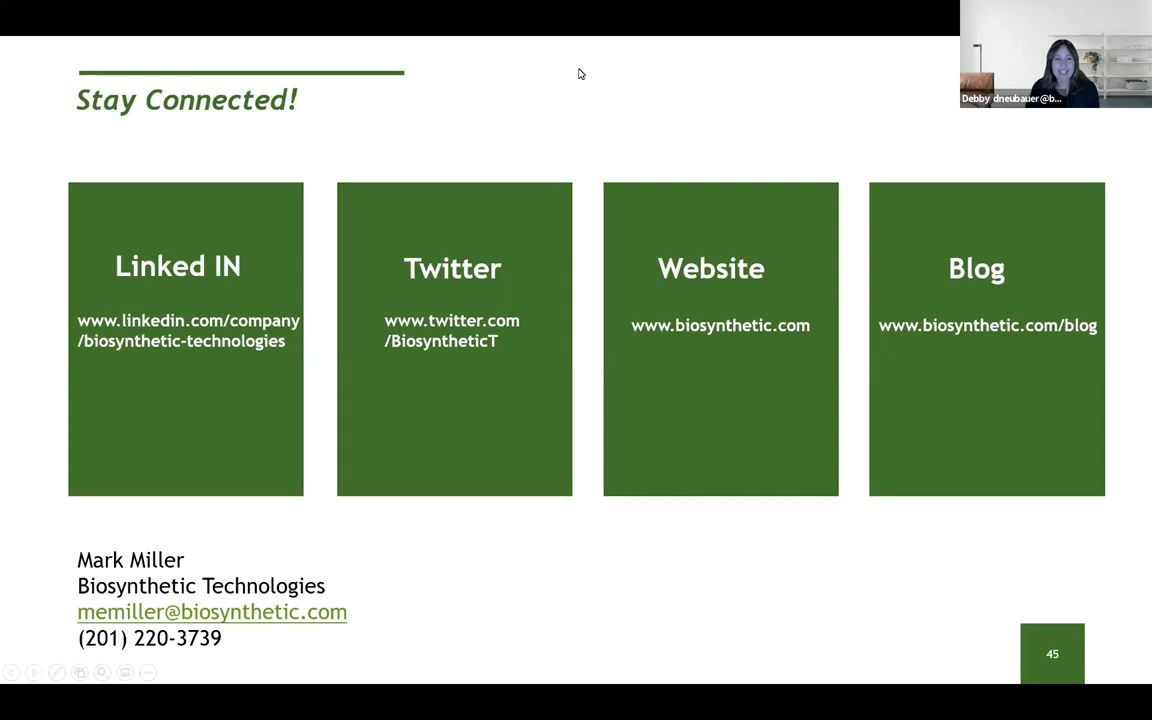 Stay Connected!
Debby dneubauer@b...
Linked IN
www.linkedin.com/company
/biosynthetic-technologies
Twitter
www.twitter.com
/BiosyntheticT
Website
www.biosynthetic.com
Blog
www.biosynthetic.com/blog
Mark Miller
Biosynthetic Technologies
memiller@biosynthetic.com
(201) 220-3739
45